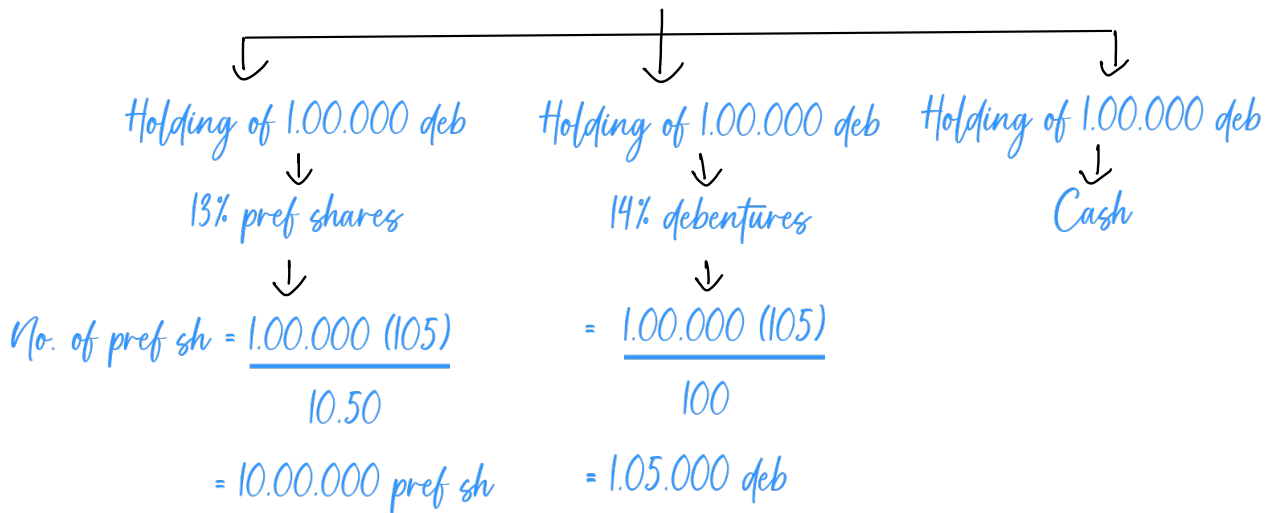 Holding of 1.00.000 deb Holding of 1.00.000 deb Holding of 1.00.000 deb
13% pref shares 14% debentures Cash
No. of pref sh = 1.00.000 (105) = 1.00.000 (105)
10.50 100
= 10.00.000 pref sh = 1.05.000 deb